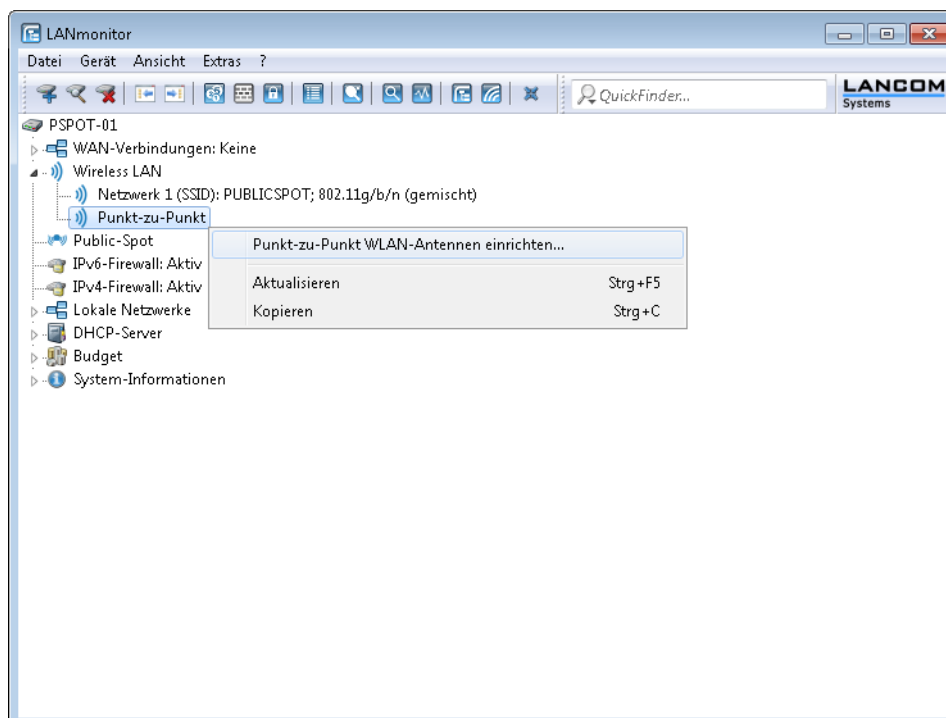 LANmonitor
Datei Gerät Ansicht Extras ?
QuickFinder...
LANCOM
Systems
PSPOT-01
WAN-Verbindungen: Keine
Wireless LAN
Netzwerk 1 (SSID): PUBLICSPOT; 802.11g/b/n (gemischt)
Punkt-zu-Punkt
Public-Spot
Punkt-zu-Punkt WLAN-Antennen einrichten...
IPv6-Firewall: Aktiv
IPv4-Firewall: Aktiv
Aktualisieren Strg+F5
Lokale Netzwerke
Kopieren Strg+C
DHCP-Server
Budget
System-Informationen